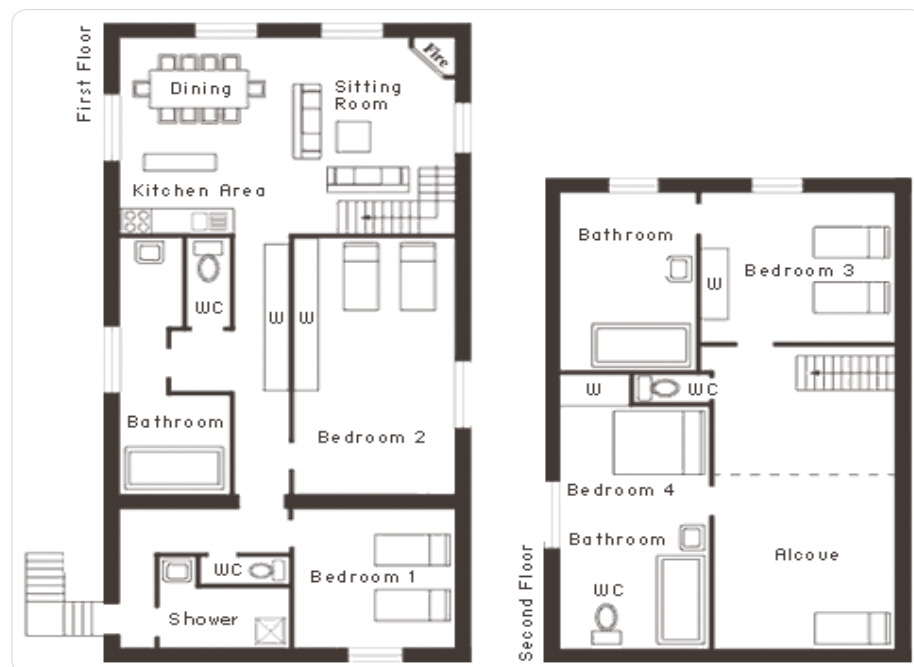 First Floor
Fire
Dining
Sitting
Room
Kitchen Area
WC
W
W
Bathroom
Bedroom 2
WC
Bedroom 1
Shower
Second Floor
Bathroom
Bedroom 3
W
W
WC
Bedroom 4
Bathroom
Alcove
WC